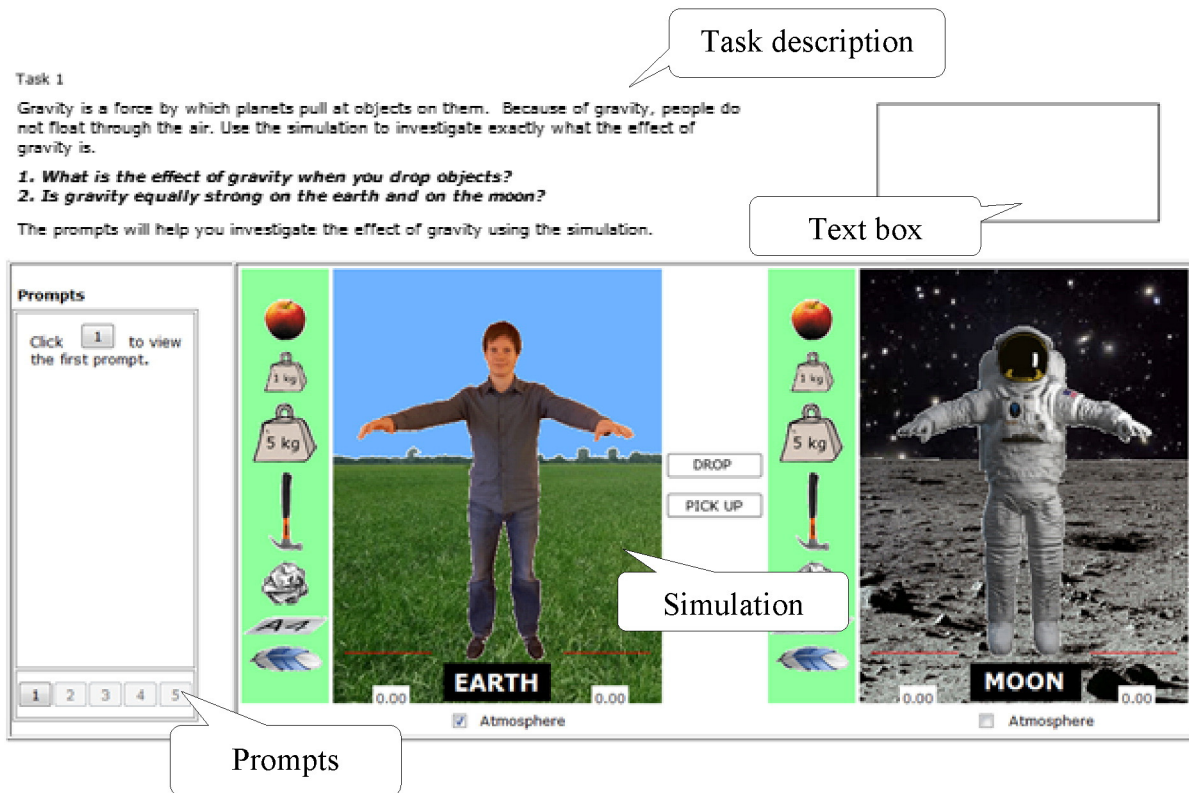 Task description
Task 1
Gravity is a force by which planets pull at objects on them. Because of gravity, people do
not float through the air. Use the simulation to investigate exactly what the effect of
gravity is.
1. What is the effect of gravity when you drop objects?
2. Is gravity equally strong on the earth and on the moon?
The prompts will help you investigate the effect of gravity using the simulation.
Text box
Prompts
Click 1 to view
the first prompt.
1 2 3 4 5
Prompts
1 kg
5 kg
A4
EARTH
0.00 0.00
Atmosphere
DROP
PICK UP
Simulation
1 kg
5 kg
MOON
0.00 0.00
Atmosphere